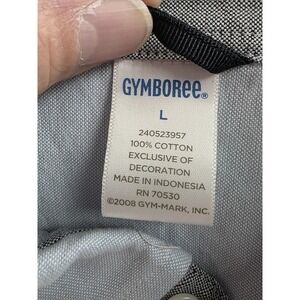 GYMBOREE®
L
240523957
100% COTTON
EXCLUSIVE OF
DECORATION
MADE IN INDONESIA
RN 70530
©2008 GYM-MARK, INC.